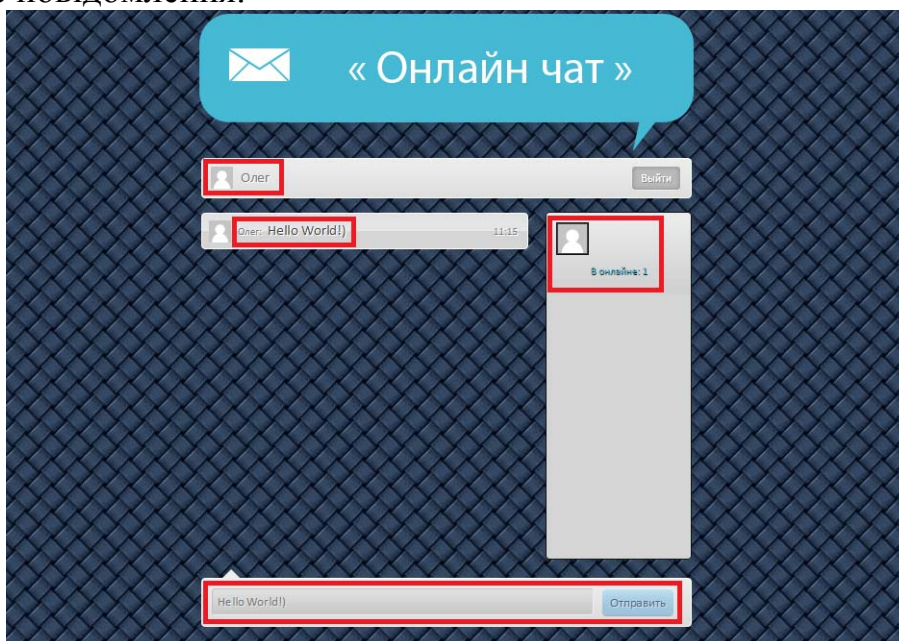 повідомлення.
« Онлайн чат »
Олег
Выйти
Олег: Hello World!)
11:15
В онлайне: 1
Hello World!)
Отправить